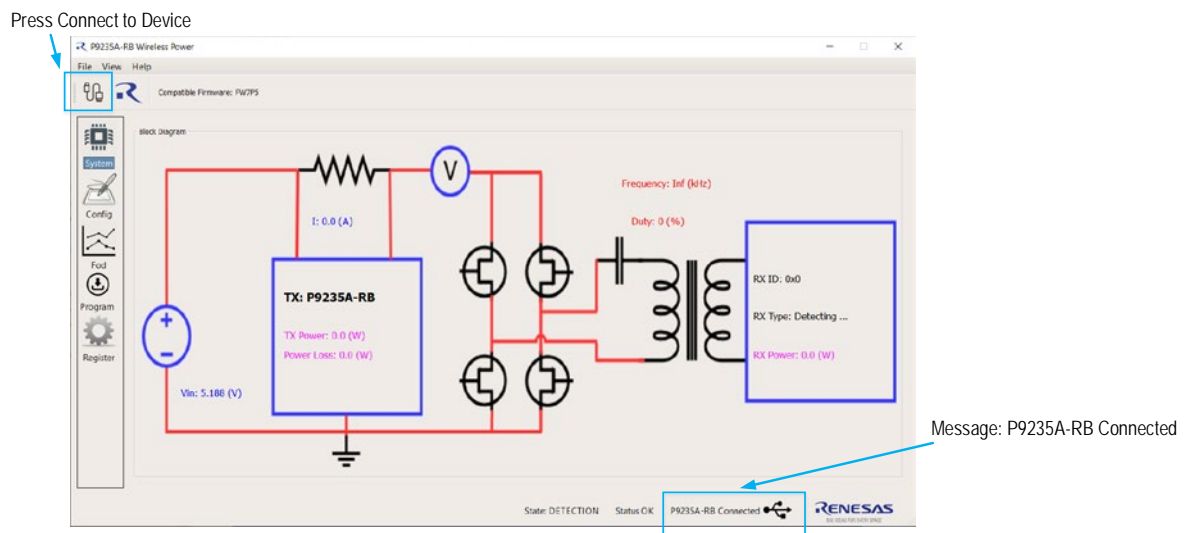 Press Connect to Device
P9235A-RB Wireless Power
File View Help
Compatible Firmware: FW7P5
Block Diagram
System
Config
Fod
Program
Register
V
I: 0.0 (A)
Frequency: Inf (kHz)
Duty: 0 (%)
TX: P9235A-RB
TX Power: 0.0 (W)
Power Loss: 0.0 (W)
Vin: 5.188 (V)
RX ID: 0x0
RX Type: Detecting ...
RX Power: 0.0 (W)
Message: P9235A-RB Connected
State: DETECTION Status OK P9235A-RB Connected
RENESAS